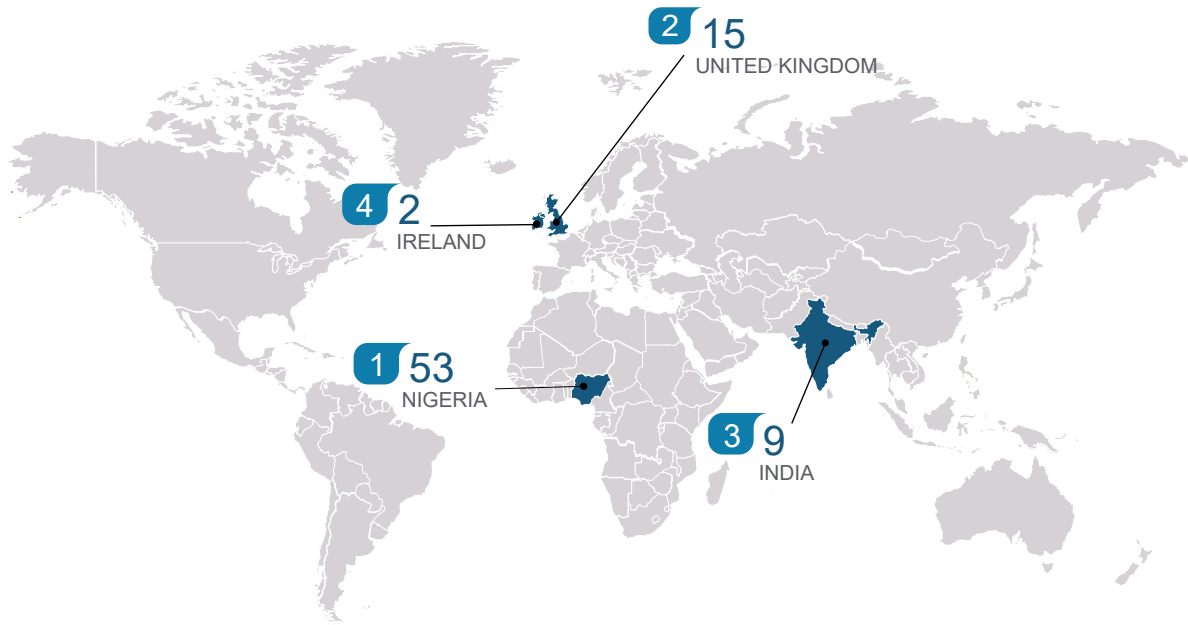 2 15
UNITED KINGDOM
4 2
IRELAND
1 53
NIGERIA
3 9
INDIA